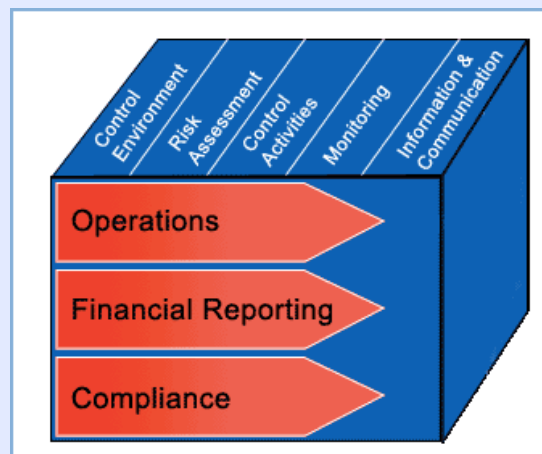 Control
Environment
Risk
Assessment
Control
Activities
Monitoring
Information &
Communication
Operations
Financial Reporting
Compliance